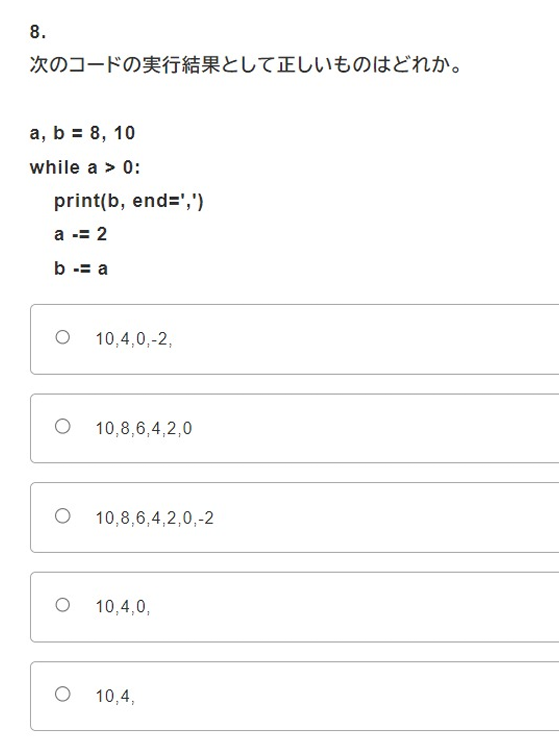 8.
次のコードの実行結果として正しいものはどれか。
a, b = 8, 10
while a > 0:
    print(b, end=',')
    a -= 2
    b -= a
10,4,0,-2,
10,8,6,4,2,0
10,8,6,4,2,0,-2
10,4,0,
10,4,